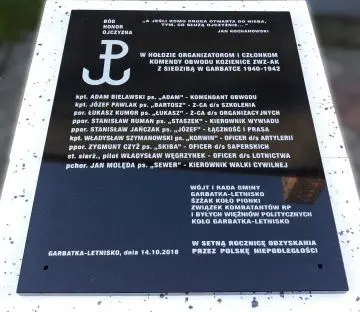 BÓG
HONOR
OJCZYZNA
„A JEŚLI KOMU DROGA OTWARTA DO NIEBA,
TYM, CO SŁUŻĄ OJCZYŹNIE..."
JAN KOCHANOWSKI
W HOŁDZIE ORGANIZATOROM I CZŁONKOM
KOMENDY OBWODU KOZIENICE ZWZ-AK
Z SIEDZIBĄ W GARBATCE 1940-1942
kpt. ADAM BIELAWSKI ps. „ADAM" - KOMENDANT OBWODU
kpt. JÓZEF PAWLAK ps. „BARTOSZ" - Z-CA d/s SZKOLENIA
por. ŁUKASZ KUMOR ps. „ŁUKASZ" - Z-CA d/s ORGANIZACYJNYCH
ppor. STANISŁAW RUMAN ps. „STASZEK" - KIEROWNIK WYWIADU
ppor. STANISŁAW JAŃCZAK ps. „JÓZEF" - ŁĄCZNOŚĆ I PRASA
kpt. WŁADYSŁAW SZYMANOWSKI ps. „KORWIN" - OFICER d/s ARTYLERII
ppor. ZYGMUNT CZYŻ ps. „SKIBA" - OFICER d/s SAPERSKICH
st. sierż., pilot WŁADYSŁAW WĘGRZYNEK - OFICER d/s LOTNICTWA
pchor. JAN MOLĘDA ps. „SEWER" - KIEROWNIK WALKI CYWILNEJ
WÓJT I RADA GMINY
GARBATKA-LETNISKO
ŚZŻAK KOŁO PIONKI
ZWIĄZEK KOMBATANTÓW RP
I BYŁYCH WIĘŹNIÓW POLITYCZNYCH
KOŁO GARBATKA-LETNISKO
GARBATKA-LETNISKO, dnia 14.10.2018
W SETNĄ ROCZNICĘ ODZYSKANIA
PRZEZ POLSKĘ NIEPODLEGŁOŚCI